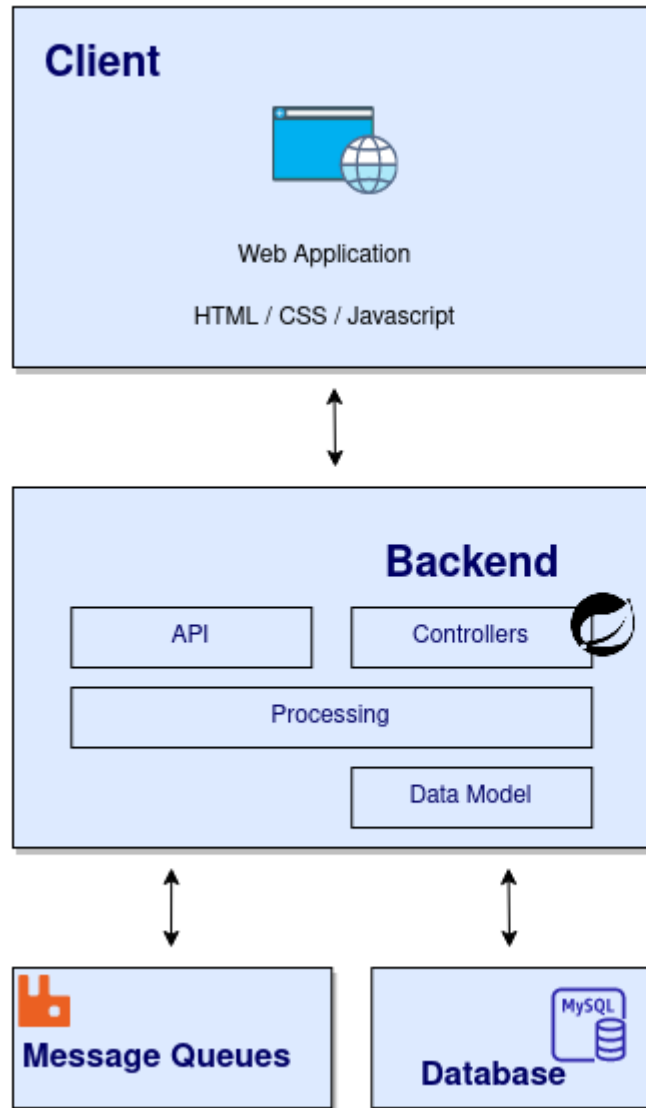 Client
Web Application
HTML / CSS / Javascript
Backend
API
Controllers
Processing
Data Model
Message Queues
MySQL
Database